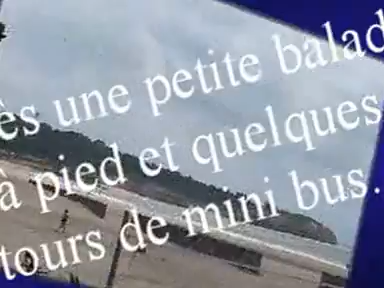 ès une petite balad
à pied et quelques
tours de mini bus.